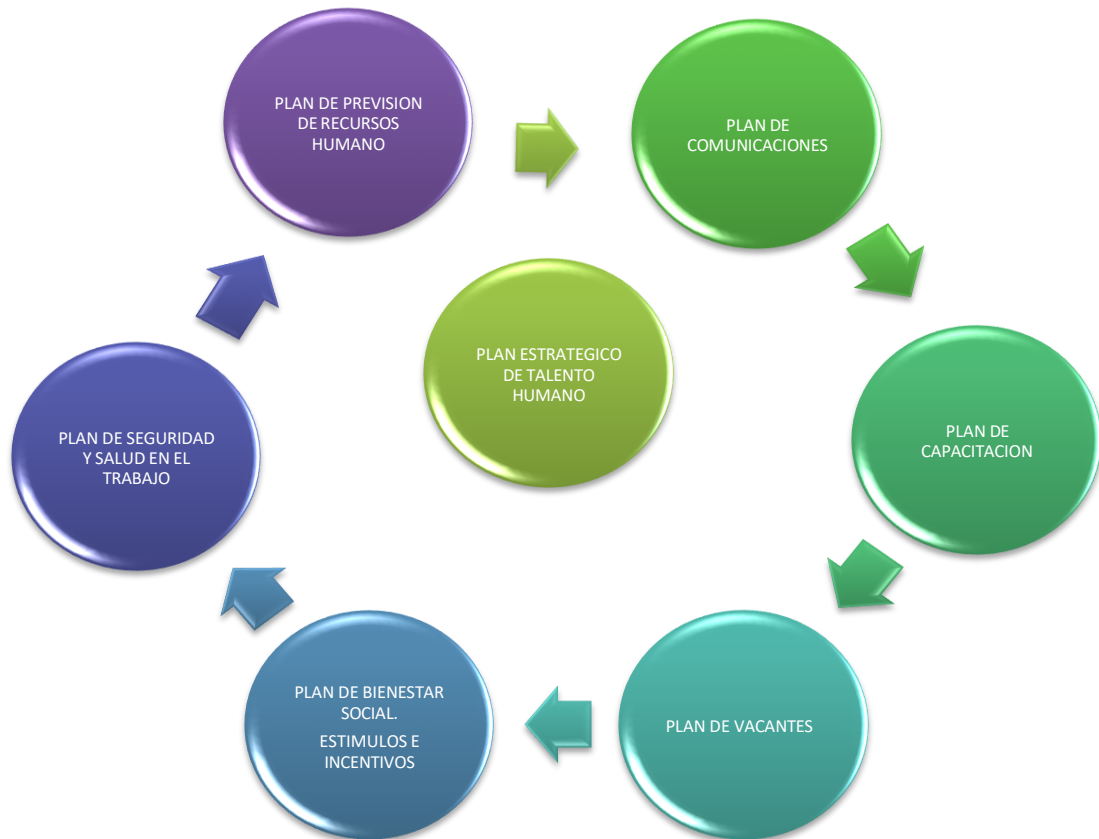 PLAN DE PREVISION
DE RECURSOS
HUMANO
PLAN DE
COMUNICACIONES
PLAN ESTRATEGICO
DE TALENTO
HUMANO
PLAN DE
CAPACITACION
PLAN DE SEGURIDAD
Y SALUD EN EL
TRABAJO
PLAN DE BIENESTAR
SOCIAL.
ESTIMULOS E
INCENTIVOS
PLAN DE VACANTES